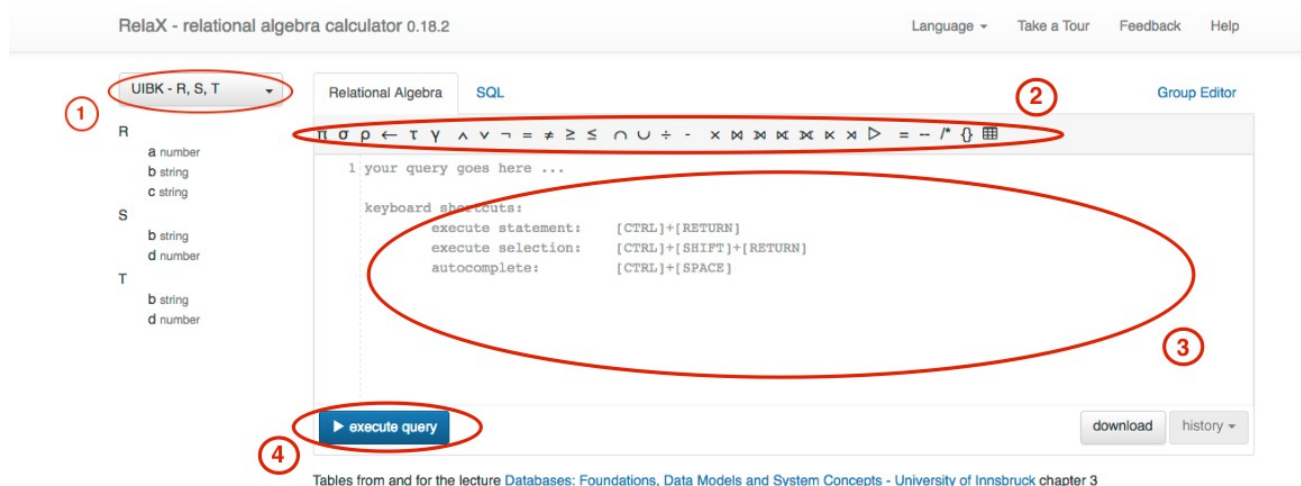 RelaX - relational algebra calculator 0.18.2 Language Take a Tour Feedback Help
UIBK - R, S, T
1
Relational Algebra SQL 2 Group Editor
π σ ρ ← τ γ ∧ ∨ ¬ = ≠ ≥ ≤ ∩ ∪ ÷ - × ⨝ ⟕ ⟖ ⟗ ⋉ ⋊ ▷ = -- /* {}
R
a number
b string
c string
S
b string
d number
T
b string
d number
1 your query goes here ...
keyboard shortcuts:
execute statement: [CTRL]+[RETURN]
execute selection: [CTRL]+[SHIFT]+[RETURN]
autocomplete: [CTRL]+[SPACE]
3
execute query
4
download history
Tables from and for the lecture Databases: Foundations, Data Models and System Concepts - University of Innsbruck chapter 3